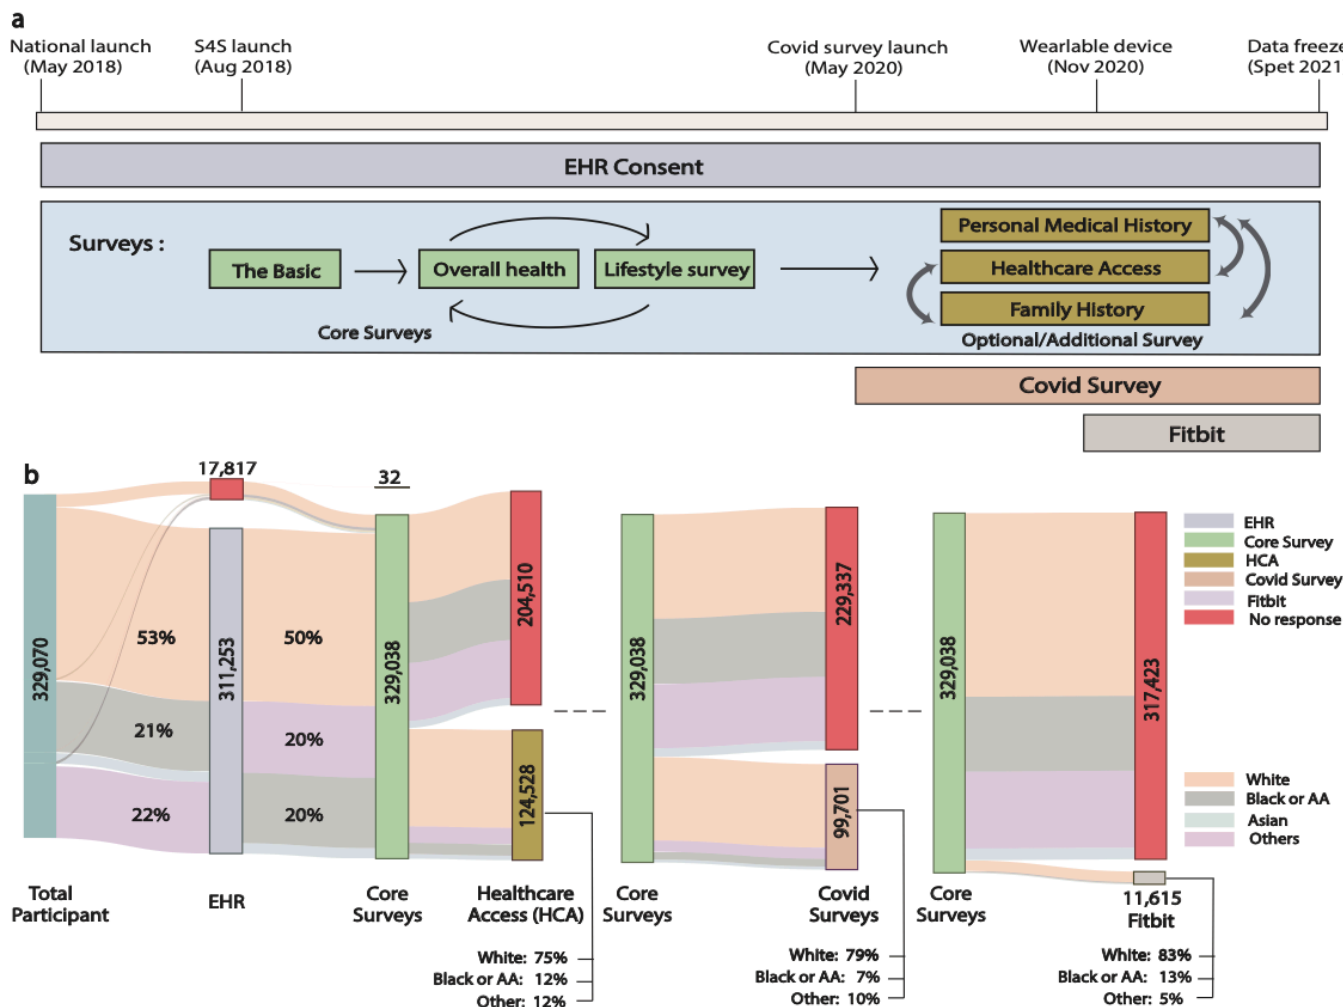 a
National launch
(May 2018)
S4S launch
(Aug 2018)
Covid survey launch
(May 2020)
Wearlable device
(Nov 2020)
Data freeze
(Spet 2021
EHR Consent
Surveys :
The Basic
Overall health
Lifestyle survey
Core Surveys
Personal Medical History
Healthcare Access
Family History
Optional/Additional Survey
Covid Survey
Fitbit
b
17,817
32
329,070
53%
21%
22%
311,253
50%
20%
20%
329,038
204,510
124,528
329,038
229,337
99,701
329,038
317,423
11,615
Total
Participant
EHR
Core
Surveys
Healthcare
Access (HCA)
Core
Surveys
Covid
Surveys
Core
Surveys
Fitbit
White: 75%
Black or AA: 12%
Other: 12%
White: 79%
Black or AA: 7%
Other: 10%
White: 83%
Black or AA: 13%
Other: 5%
EHR
Core Survey
HCA
Covid Survey
Fitbit
No response
White
Black or AA
Asian
Others